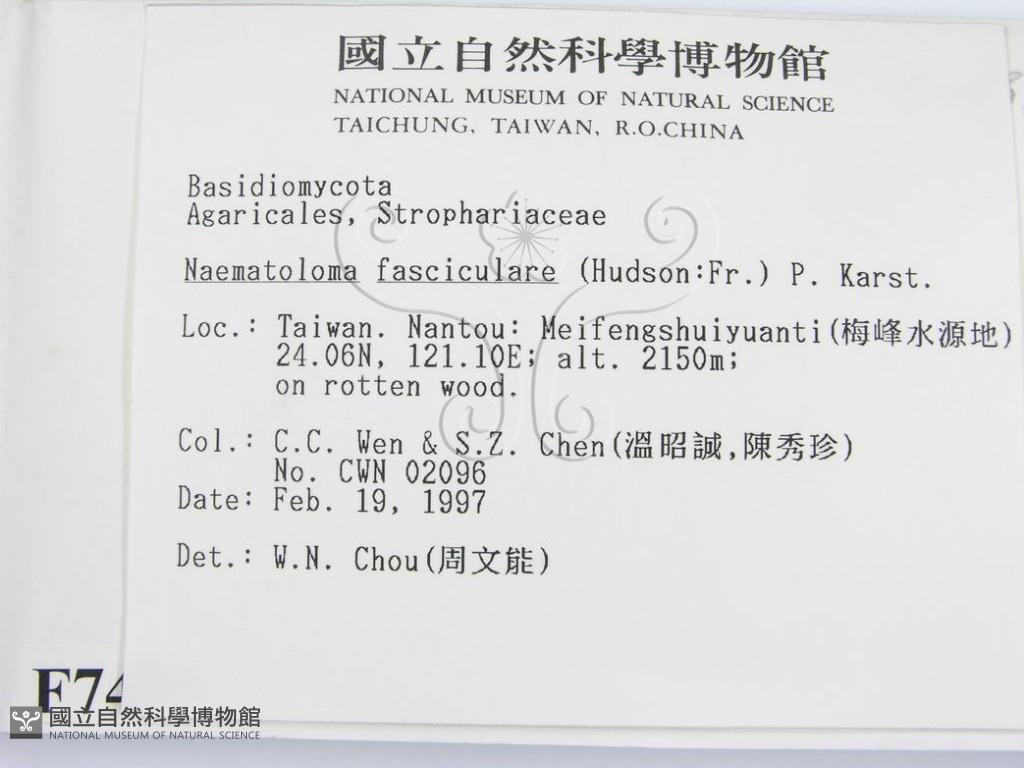 國立自然科學博物館
NATIONAL MUSEUM OF NATURAL SCIENCE
TAICHUNG, TAIWAN, R.O.CHINA
Basidiomycota
Agaricales, Strophariaceae
Naematoloma fasciculare (Hudson:Fr.) P. Karst.
Loc.: Taiwan. Nantou: Meifengshuiyuanti(梅峰水源地)
24.06N, 121.10E; alt. 2150m;
on rotten wood.
Col.: C.C. Wen & S.Z. Chen(溫昭誠,陳秀珍)
No. CWN 02096
Date: Feb. 19, 1997
Det.: W.N. Chou(周文能)
F74
國立自然科學博物館
NATIONAL MUSEUM OF NATURAL SCIENCE